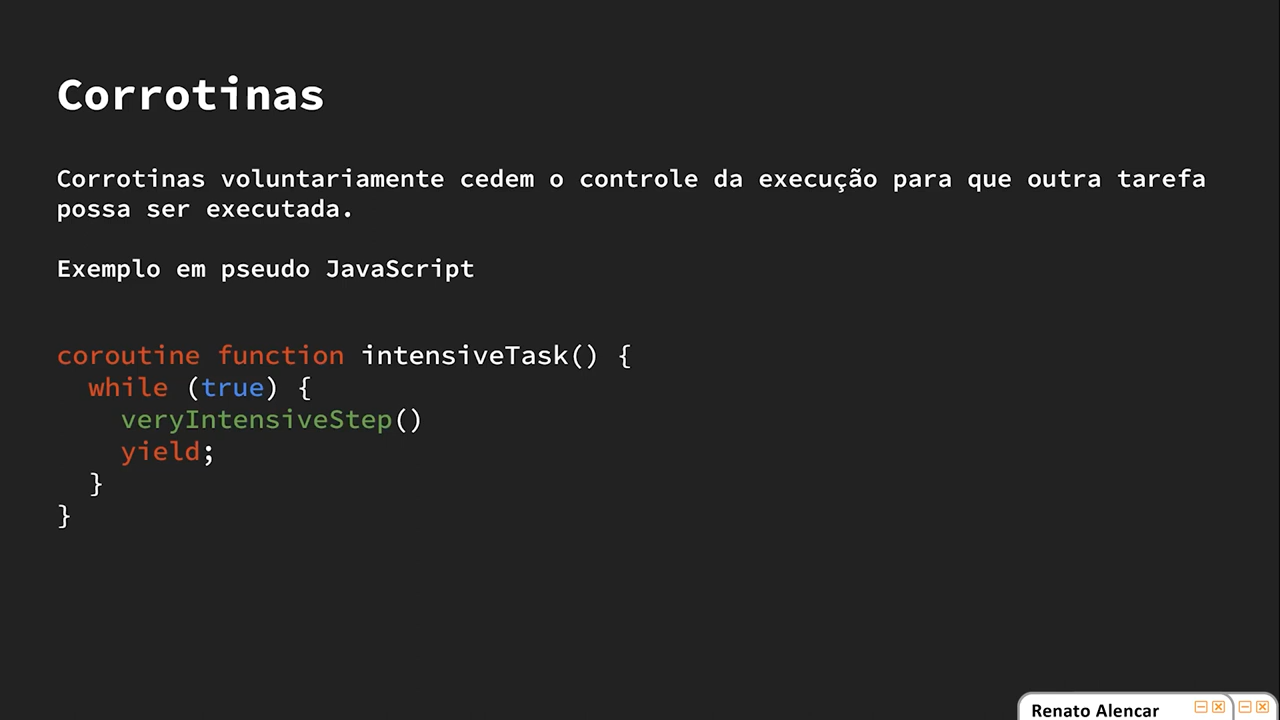 Corrotinas
Corrotinas voluntariamente cedem o controle da execução para que outra tarefa
possa ser executada.
Exemplo em pseudo JavaScript
coroutine function intensiveTask() {
  while (true) {
    veryIntensiveStep()
    yield;
  }
}
Renato Alencar